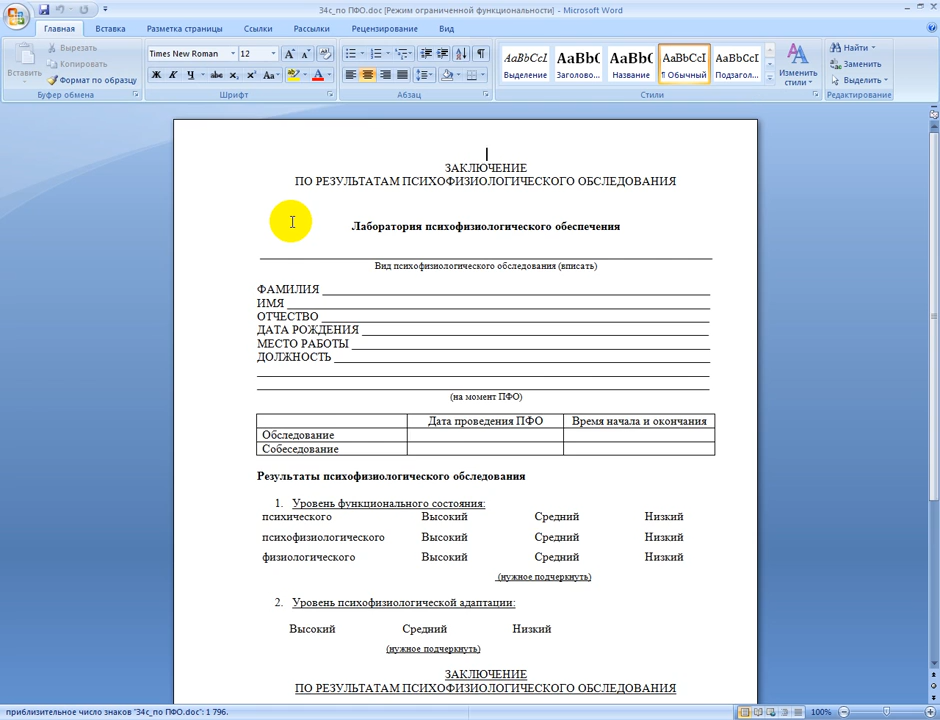 34с_по ПФО.doc [Режим ограниченной функциональности] - Microsoft Word
Главная Вставка Разметка страницы Ссылки Рассылки Рецензирование Вид
Вставить
Вырезать
Копировать
Формат по образцу
Буфер обмена
Times New Roman 12
Ж К Ч abc x₂ x² Aa
Шрифт
Абзац
AaBbCcI AaBbC AaBbC AaBbCcI AaBbCcI
Выделение Заголово... Название ¶ Обычный Подзагол...
Изменить стили
Стили
Найти
Заменить
Выделить
Редактирование
ЗАКЛЮЧЕНИЕ
ПО РЕЗУЛЬТАТАМ ПСИХОФИЗИОЛОГИЧЕСКОГО ОБСЛЕДОВАНИЯ
Лаборатория психофизиологического обеспечения
Вид психофизиологического обследования (вписать)
ФАМИЛИЯ
ИМЯ
ОТЧЕСТВО
ДАТА РОЖДЕНИЯ
МЕСТО РАБОТЫ
ДОЛЖНОСТЬ
(на момент ПФО)
Дата проведения ПФО Время начала и окончания
Обследование
Собеседование
Результаты психофизиологического обследования
1. Уровень функционального состояния:
психического Высокий Средний Низкий
психофизиологического Высокий Средний Низкий
физиологического Высокий Средний Низкий
(нужное подчеркнуть)
2. Уровень психофизиологической адаптации:
Высокий Средний Низкий
(нужное подчеркнуть)
ЗАКЛЮЧЕНИЕ
ПО РЕЗУЛЬТАТАМ ПСИХОФИЗИОЛОГИЧЕСКОГО ОБСЛЕДОВАНИЯ
приблизительное число знаков "34с_по ПФО.doc": 1 796.
100%